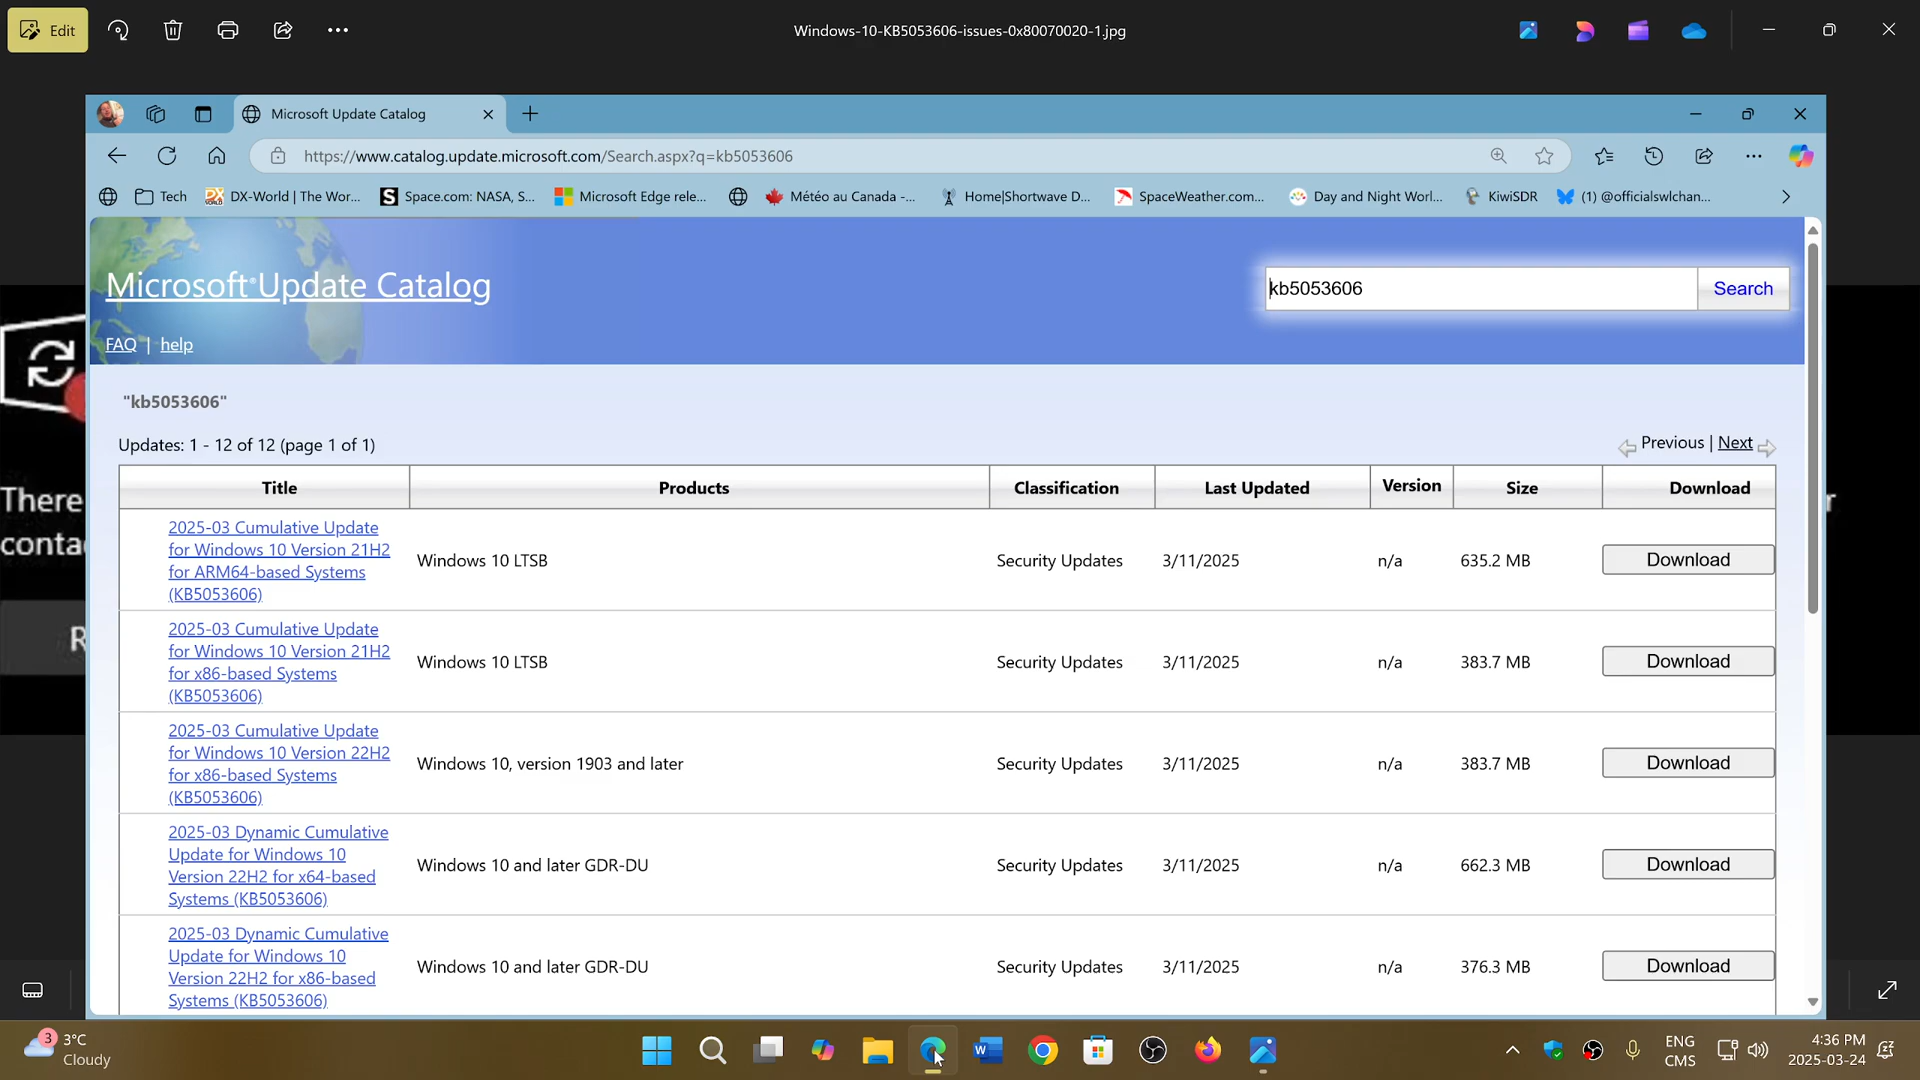 Edit
Windows-10-KB5053606-issues-0x80070020-1.jpg
Microsoft Update Catalog
https://www.catalog.update.microsoft.com/Search.aspx?q=kb5053606
Tech
DX-World | The Wor...
Space.com: NASA, S...
Microsoft Edge rele...
Météo au Canada -...
Home|Shortwave D...
SpaceWeather.com...
Day and Night Worl...
KiwiSDR
(1) @officialswlchan...
Microsoft Update Catalog
kb5053606
Search
FAQ | help
"kb5053606"
Updates: 1 - 12 of 12 (page 1 of 1)
Previous | Next
Title Products Classification Last Updated Version Size Download
2025-03 Cumulative Update
for Windows 10 Version 21H2
for ARM64-based Systems
(KB5053606)
Windows 10 LTSB Security Updates 3/11/2025 n/a 635.2 MB Download
2025-03 Cumulative Update
for Windows 10 Version 21H2
for x86-based Systems
(KB5053606)
Windows 10 LTSB Security Updates 3/11/2025 n/a 383.7 MB Download
2025-03 Cumulative Update
for Windows 10 Version 22H2
for x86-based Systems
(KB5053606)
Windows 10, version 1903 and later Security Updates 3/11/2025 n/a 383.7 MB Download
2025-03 Dynamic Cumulative
Update for Windows 10
Version 22H2 for x64-based
Systems (KB5053606)
Windows 10 and later GDR-DU Security Updates 3/11/2025 n/a 662.3 MB Download
2025-03 Dynamic Cumulative
Update for Windows 10
Version 22H2 for x86-based
Systems (KB5053606)
Windows 10 and later GDR-DU Security Updates 3/11/2025 n/a 376.3 MB Download
There
conta
R
3
3°C
Cloudy
ENG
CMS
4:36 PM
2025-03-24